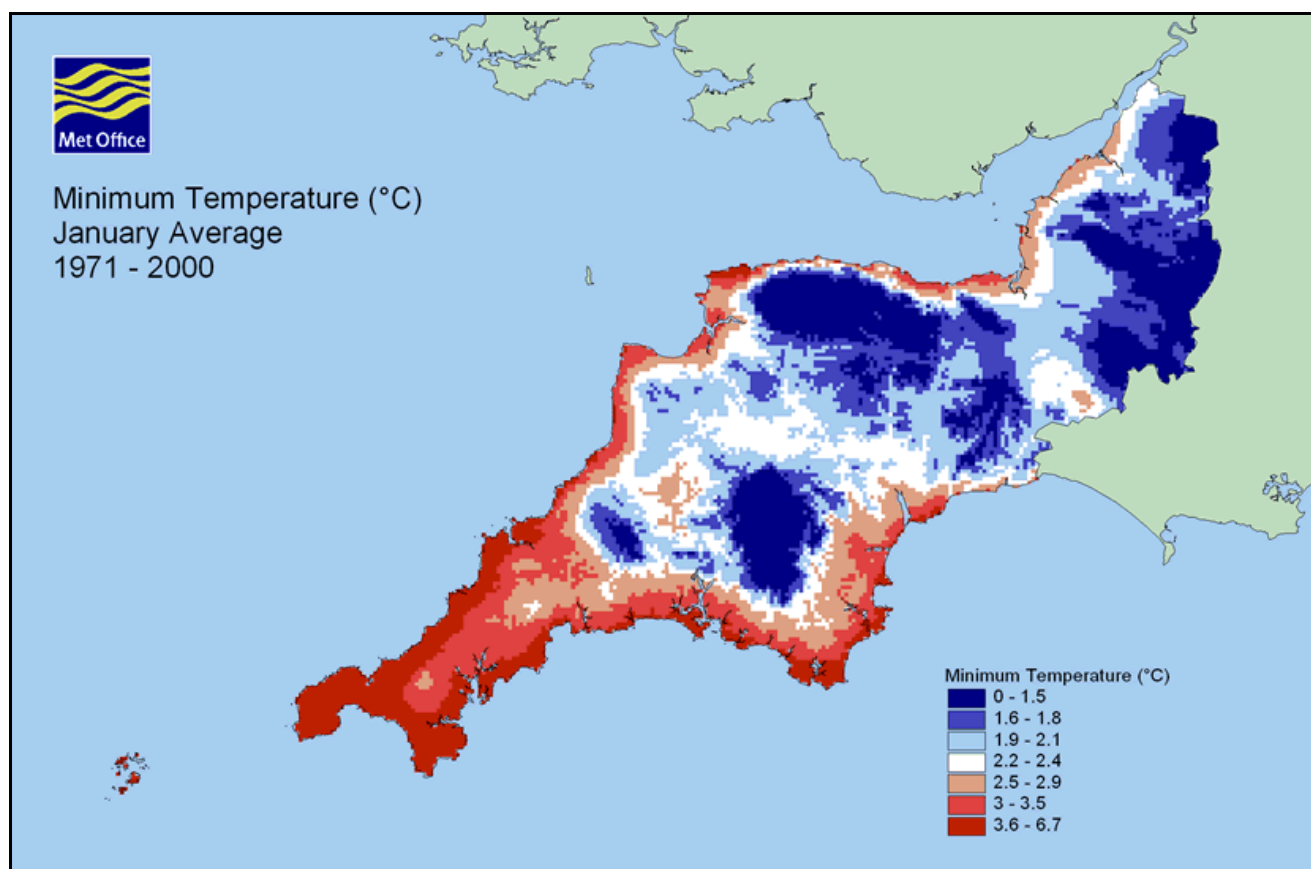 Met Office
Minimum Temperature (°C)
January Average
1971 - 2000
Minimum Temperature (°C)
0 - 1.5
1.6 - 1.8
1.9 - 2.1
2.2 - 2.4
2.5 - 2.9
3 - 3.5
3.6 - 6.7